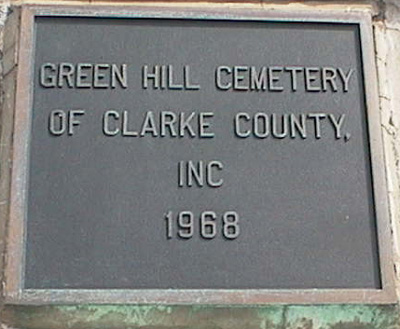 GREEN HILL CEMETERY
OF CLARKE COUNTY,
INC
1968